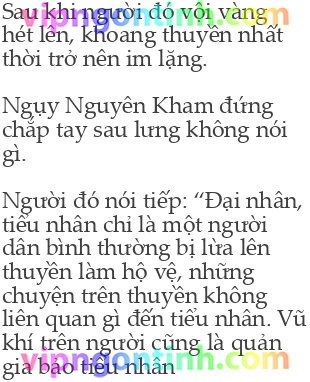 Sau khi người đó vội vàng
hét lên, khoang thuyền nhất
thời trở nên im lặng.
Ngụy Nguyên Kham đứng
chắp tay sau lưng không nói
gì.
Người đó nói tiếp: “Đại nhân,
tiểu nhân chỉ là một người
dân bình thường bị lừa lên
thuyền làm hộ vệ, những
chuyện trên thuyền không
liên quan gì đến tiểu nhân. Vũ
khí trên người cũng là quản
gia bảo tiểu nhân
vipngontinh.com
vipngontinh.com